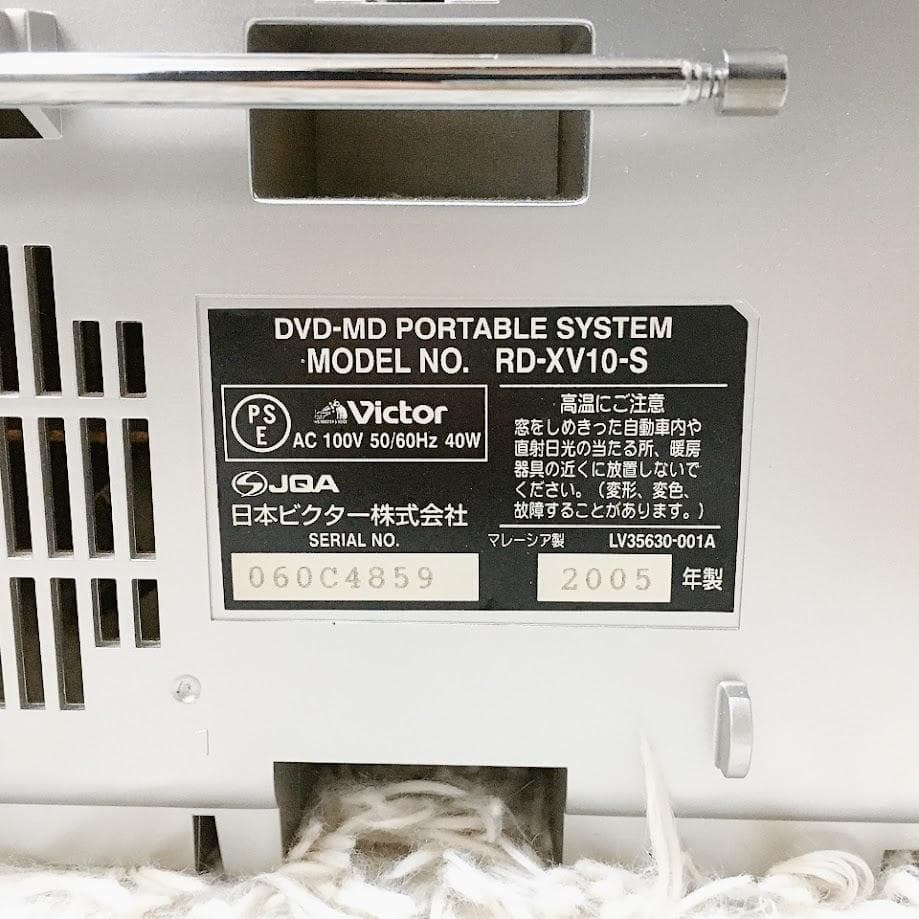 DVD-MD PORTABLE SYSTEM
MODEL NO. RD-XV10-S
PS
E
Victor
AC 100V 50/60Hz 40W
JQA
日本ビクター株式会社
SERIAL NO.
060C4859
高温にご注意
窓をしめきった自動車内や
直射日光の当たる所、暖房
器具の近くに放置しないで
ください。（変形、変色、
故障することがあります。）
マレーシア製 LV35630-001A
2005 年製